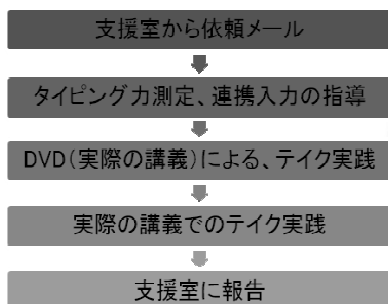 支援室から依頼メール
タイピング力測定、連携入力の指導
DVD(実際の講義)による、テイク実践
実際の講義でのテイク実践
支援室に報告